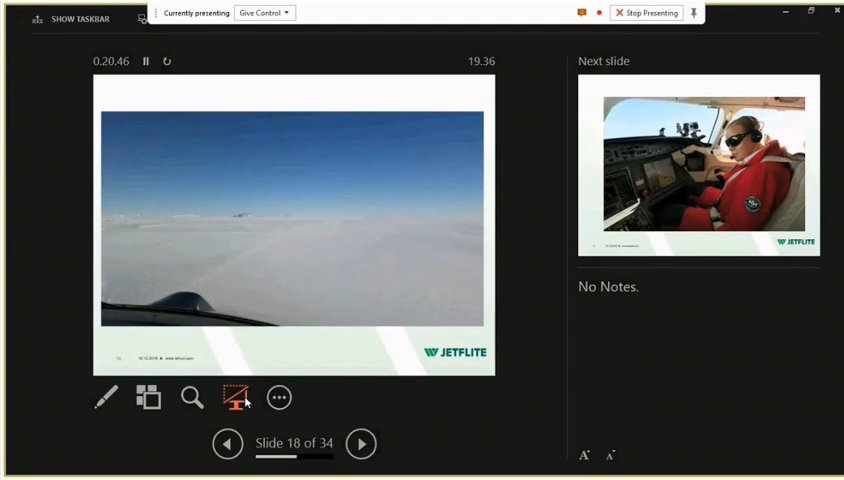 SHOW TASKBAR
Currently presenting
Give Control
Stop Presenting
0.20.46
19.36
Next slide
JETFLITE
JETFLITE
No Notes.
Slide 18 of 34
A A